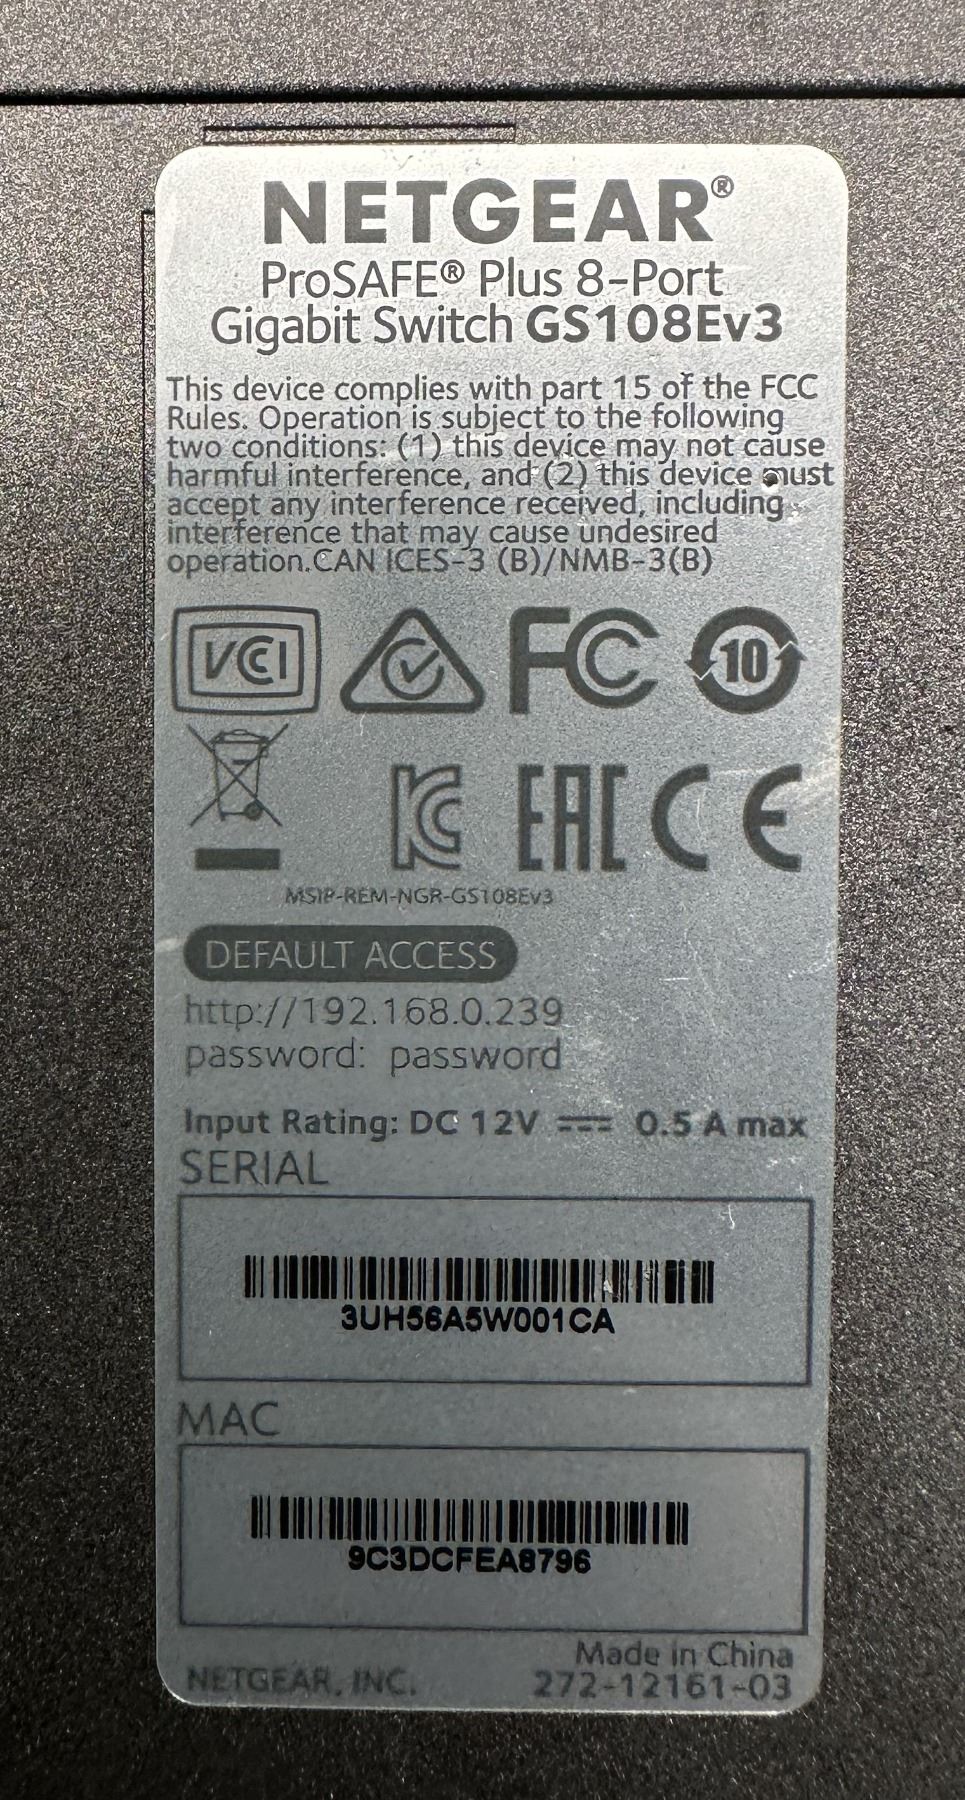 NETGEAR®
ProSAFE® Plus 8-Port
Gigabit Switch GS108Ev3
This device complies with part 15 of the FCC
Rules. Operation is subject to the following
two conditions: (1) this device may not cause
harmful interference, and (2) this device must
accept any interference received, including
interference that may cause undesired
operation.CAN ICES-3 (B)/NMB-3(B)
VCI FC 10
KC EAC CE
MSIP-REM-NGR-GS108Ev3
DEFAULT ACCESS
http://192.168.0.239
password: password
Input Rating: DC 12V ⎓ 0.5 A max
SERIAL
3UH56A5W001CA
MAC
9C3DCFEA8796
Made in China
NETGEAR, INC. 272-12161-03